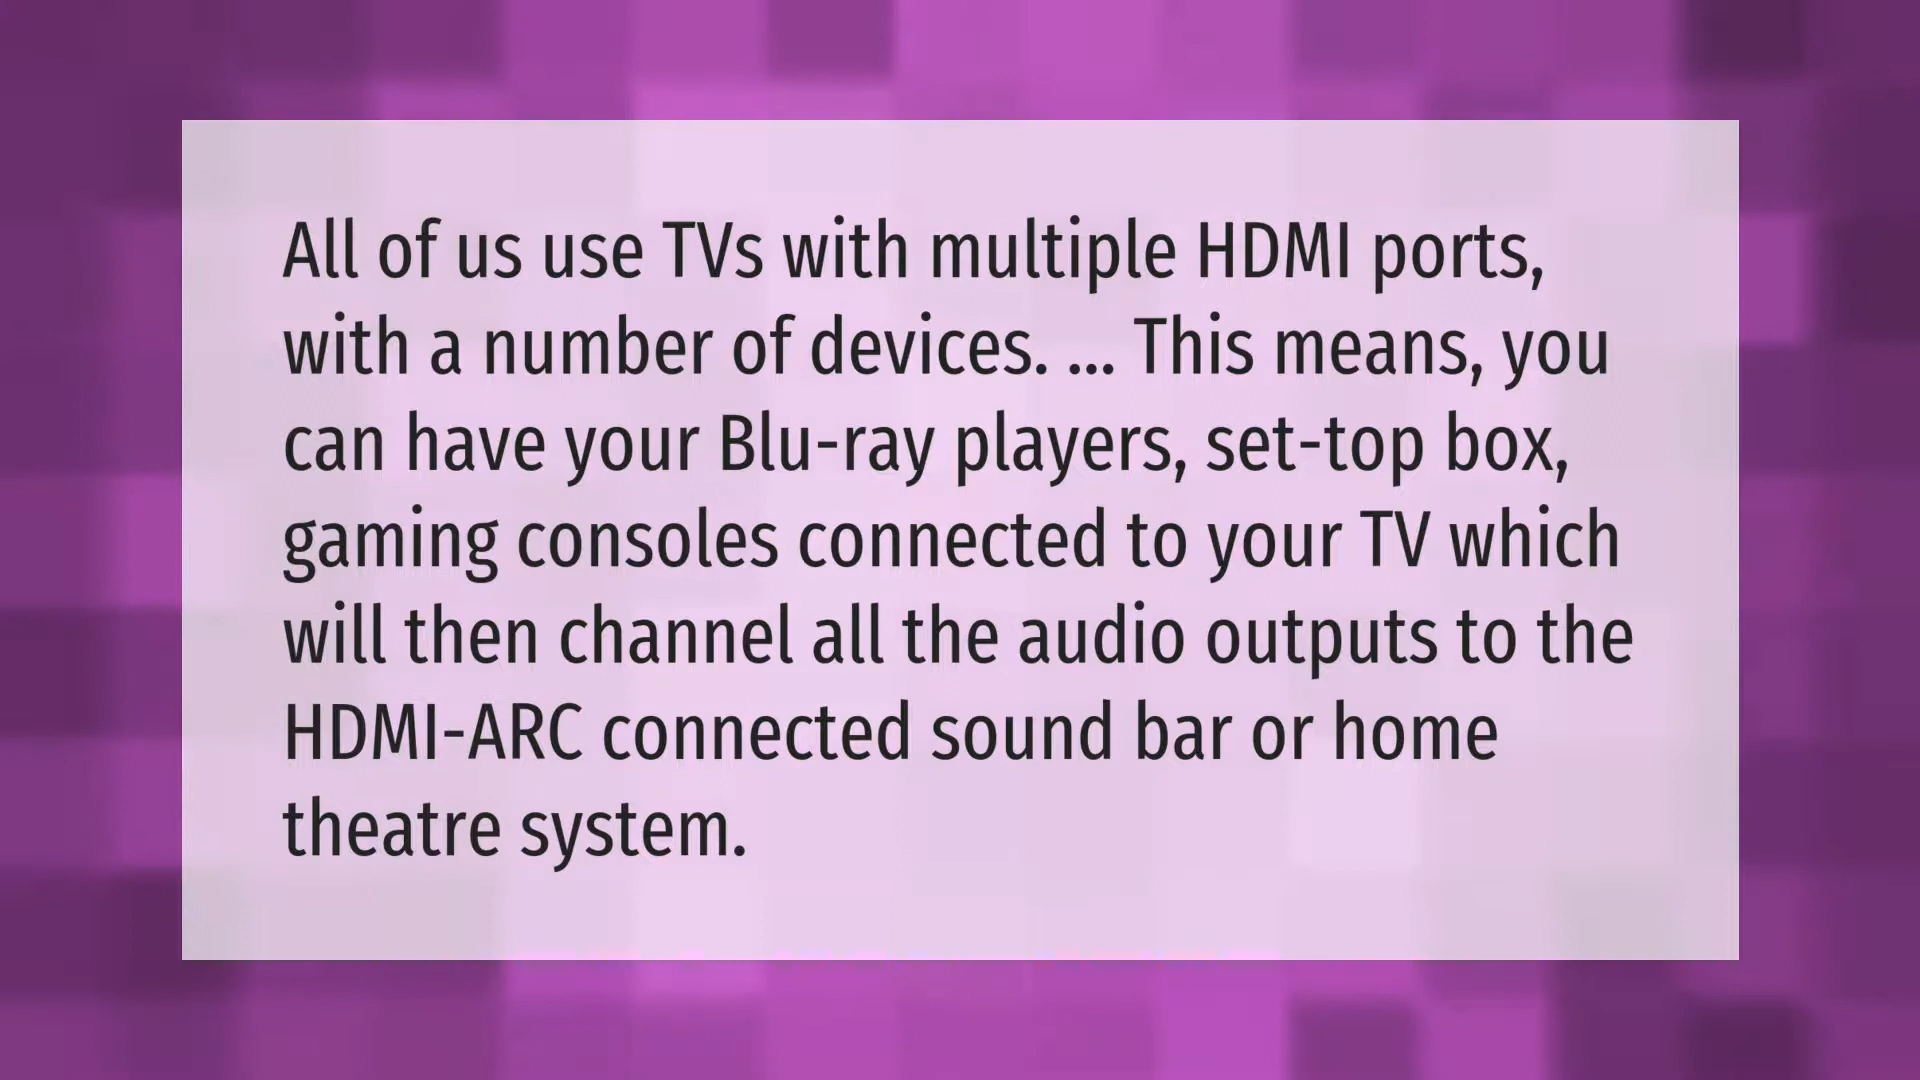 All of us use TVs with multiple HDMI ports,
with a number of devices. ... This means, you
can have your Blu-ray players, set-top box,
gaming consoles connected to your TV which
will then channel all the audio outputs to the
HDMI-ARC connected sound bar or home
theatre system.